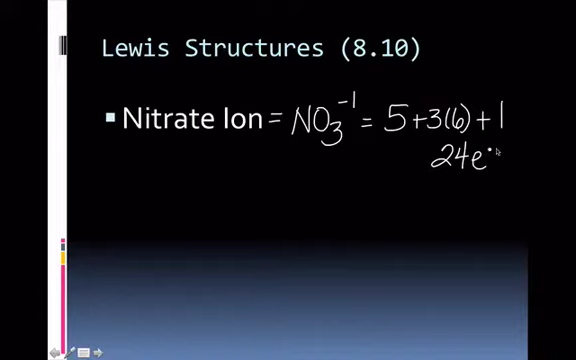 Lewis Structures (8.10)
▪ Nitrate Ion = NO₃⁻¹ = 5 + 3(6) + 1
24e⁻